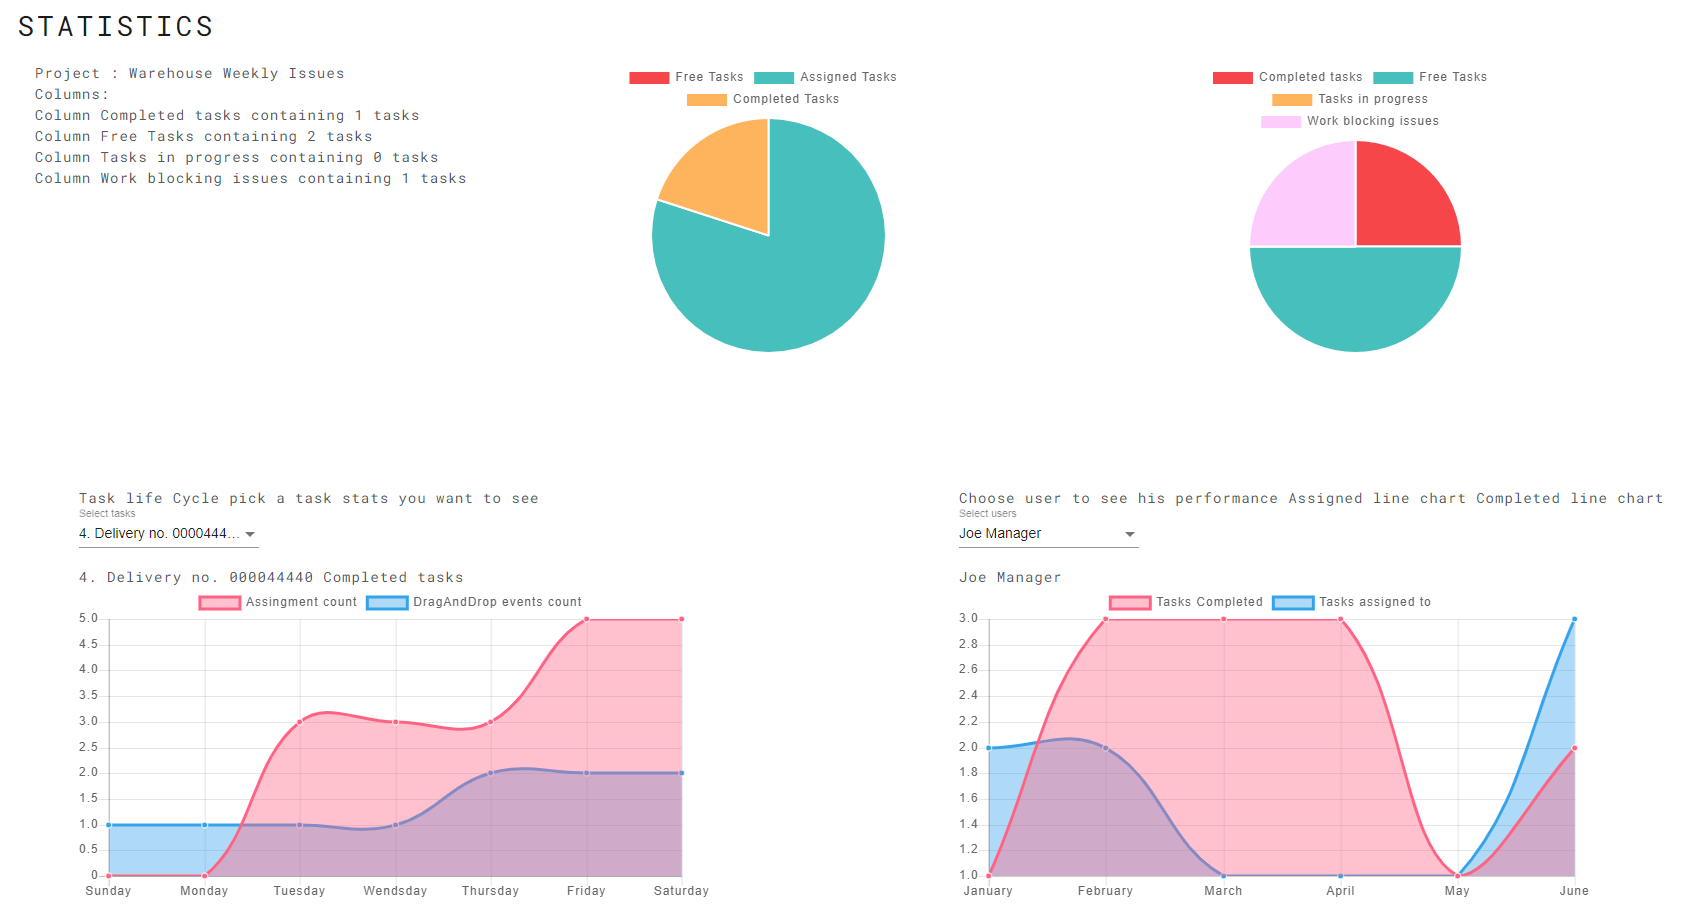 STATISTICS
Project : Warehouse Weekly Issues
Columns:
Column Completed tasks containing 1 tasks
Column Free Tasks containing 2 tasks
Column Tasks in progress containing 0 tasks
Column Work blocking issues containing 1 tasks
Free Tasks Assigned Tasks
Completed Tasks
Completed tasks Free Tasks
Tasks in progress
Work blocking issues
Task life Cycle pick a task stats you want to see
Select tasks
4. Delivery no. 0000444...
4. Delivery no. 000044440 Completed tasks
Assingment count DragAndDrop events count
5.0
4.5
4.0
3.5
3.0
2.5
2.0
1.5
1.0
0.5
0
Sunday Monday Tuesday Wendsday Thursday Friday Saturday
Choose user to see his performance Assigned line chart Completed line chart
Select users
Joe Manager
Joe Manager
Tasks Completed Tasks assigned to
3.0
2.8
2.6
2.4
2.2
2.0
1.8
1.6
1.4
1.2
1.0
January February March April May June